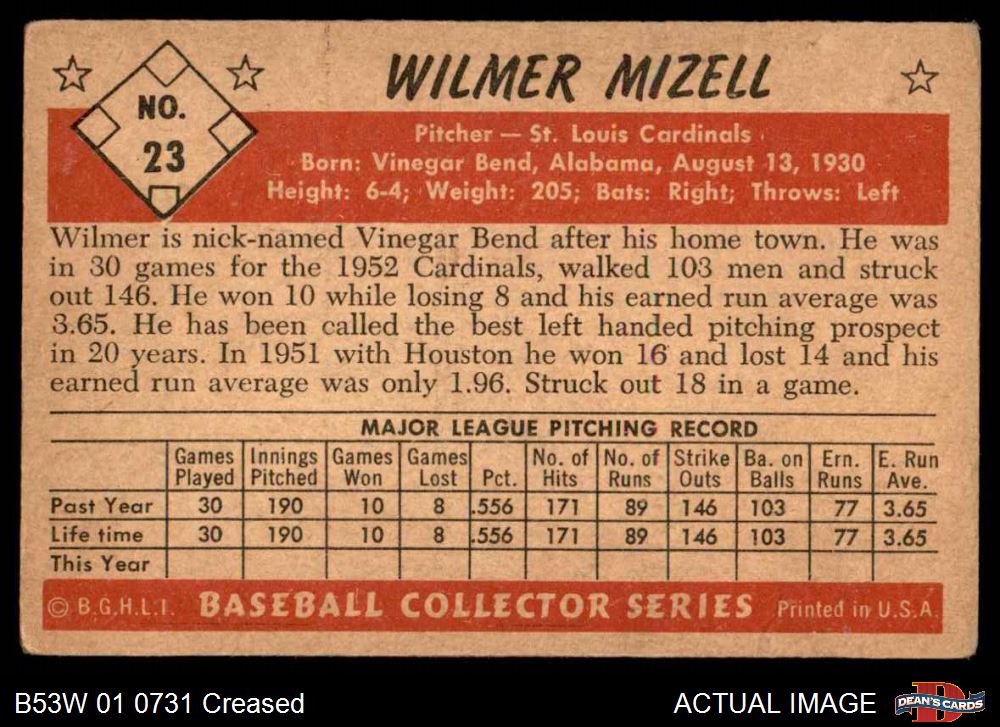 NO.
23
WILMER MIZELL
Pitcher — St. Louis Cardinals
Born: Vinegar Bend, Alabama, August 13, 1930
Height: 6-4; Weight: 205; Bats: Right; Throws: Left
Wilmer is nick-named Vinegar Bend after his home town. He was
in 30 games for the 1952 Cardinals, walked 103 men and struck
out 146. He won 10 while losing 8 and his earned run average was
3.65. He has been called the best left handed pitching prospect
in 20 years. In 1951 with Houston he won 16 and lost 14 and his
earned run average was only 1.96. Struck out 18 in a game.
MAJOR LEAGUE PITCHING RECORD
Games Innings Games Games No. of No. of Strike Ba. on Ern. E. Run
Played Pitched Won Lost Pct. Hits Runs Outs Balls Runs Ave.
Past Year 30 190 10 8 .556 171 89 146 103 77 3.65
Life time 30 190 10 8 .556 171 89 146 103 77 3.65
This Year
© B.G.H.L.I. BASEBALL COLLECTOR SERIES Printed in U.S.A.
B53W 01 0731 Creased ACTUAL IMAGE D DEAN'S CARDS